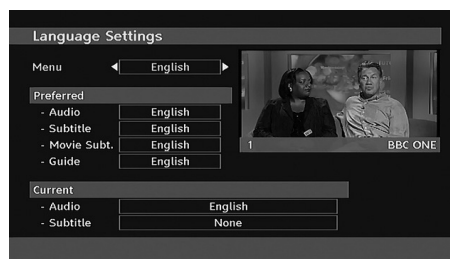 Language Settings
Menu English
Preferred
- Audio English
- Subtitle English
- Movie Subt. English
- Guide English
1 BBC ONE
Current
- Audio English
- Subtitle None